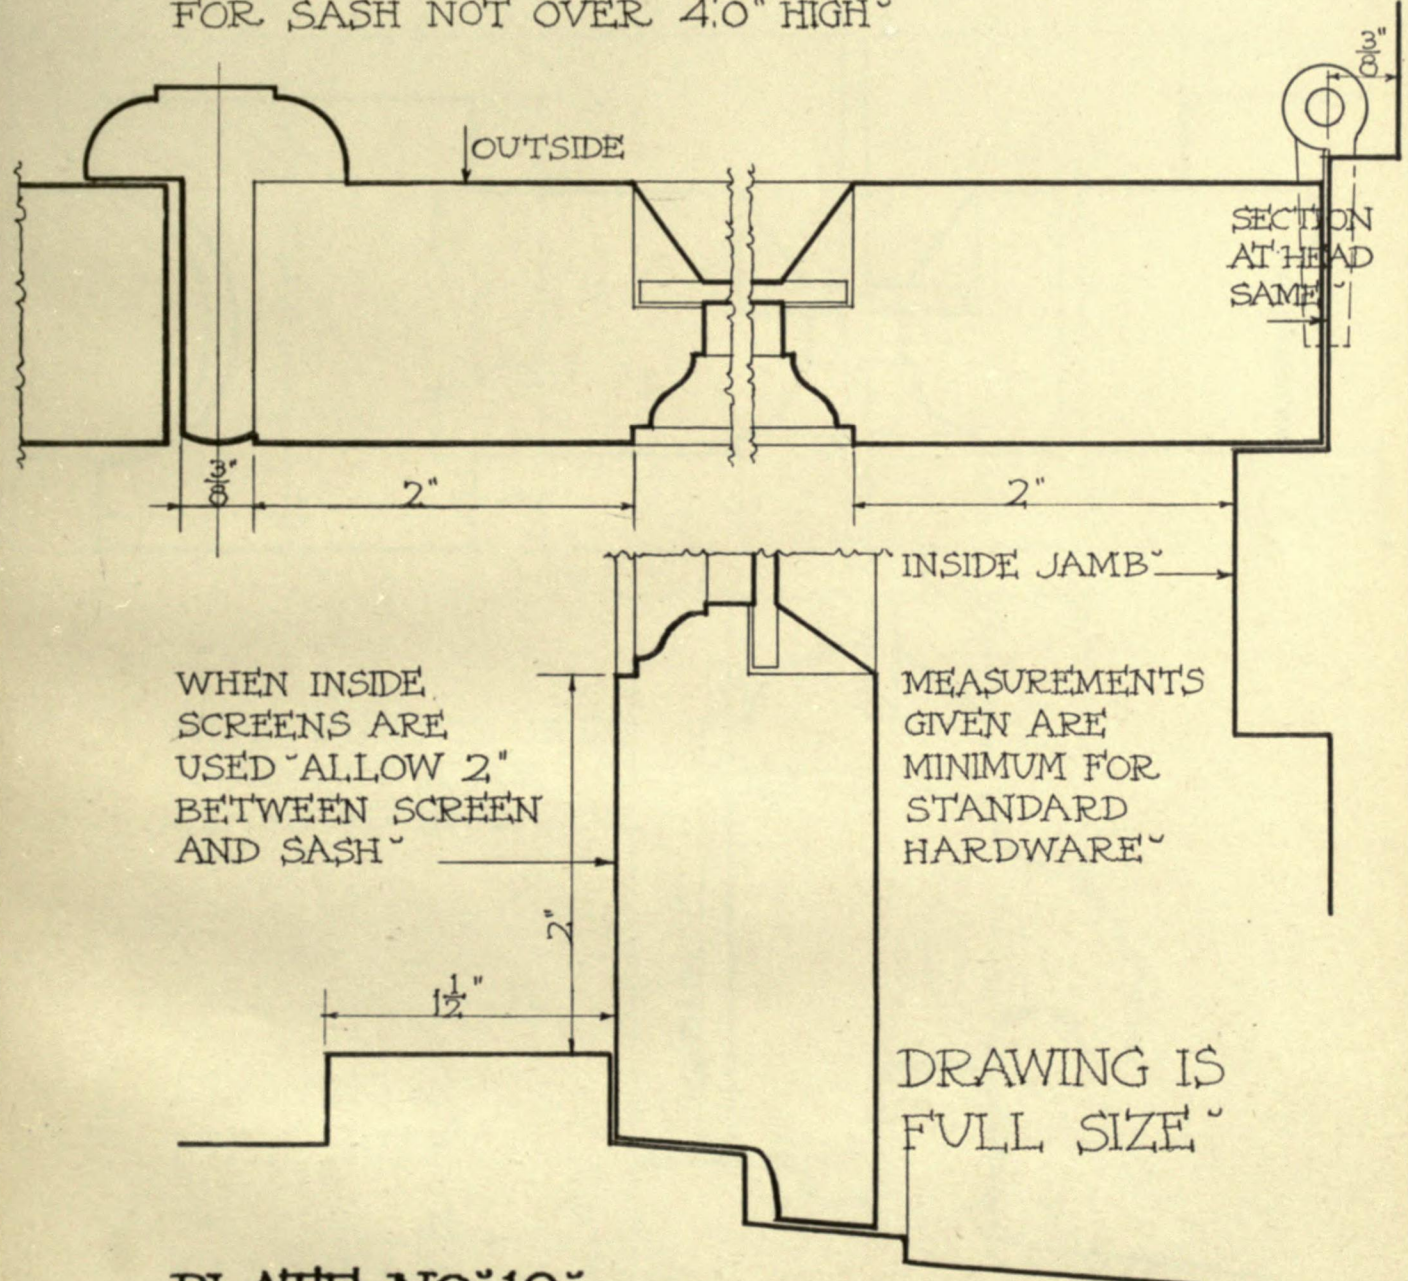 FOR SASH NOT OVER 4'.0" HIGH
3/8"
OUTSIDE
SECTION
AT HEAD
SAME
3/8"
2"
2"
INSIDE JAMB
WHEN INSIDE
SCREENS ARE
USED ALLOW 2"
BETWEEN SCREEN
AND SASH
MEASUREMENTS
GIVEN ARE
MINIMUM FOR
STANDARD
HARDWARE
2"
1 1/2"
DRAWING IS
FULL SIZE